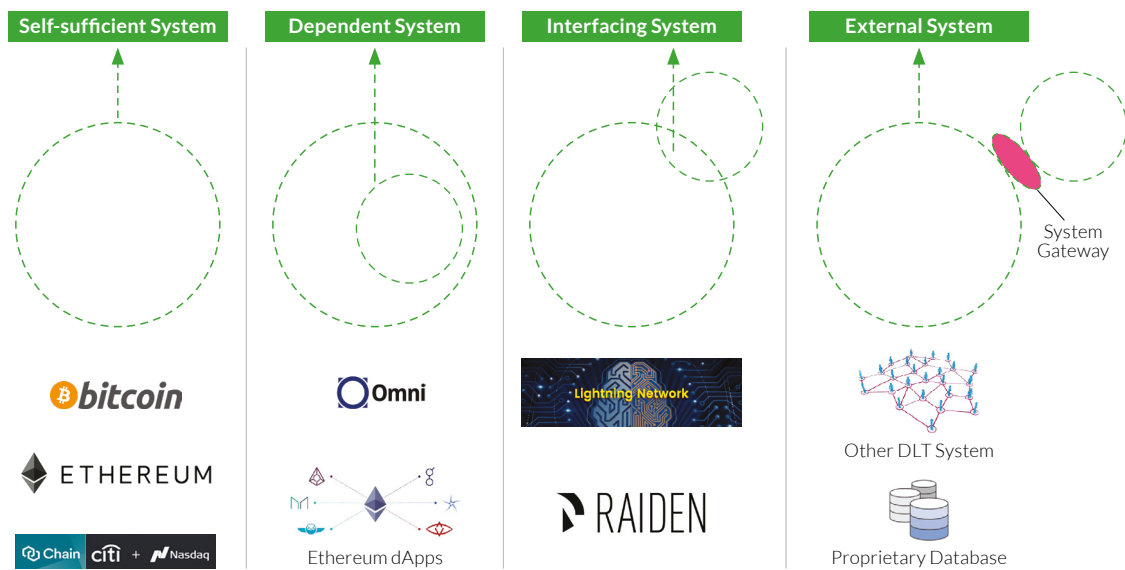 Self-sufficient System
Dependent System
Interfacing System
External System
System
Gateway
bitcoin
ETHEREUM
Chain citi + Nasdaq
Omni
Ethereum dApps
Lightning Network
RAIDEN
Other DLT System
Proprietary Database